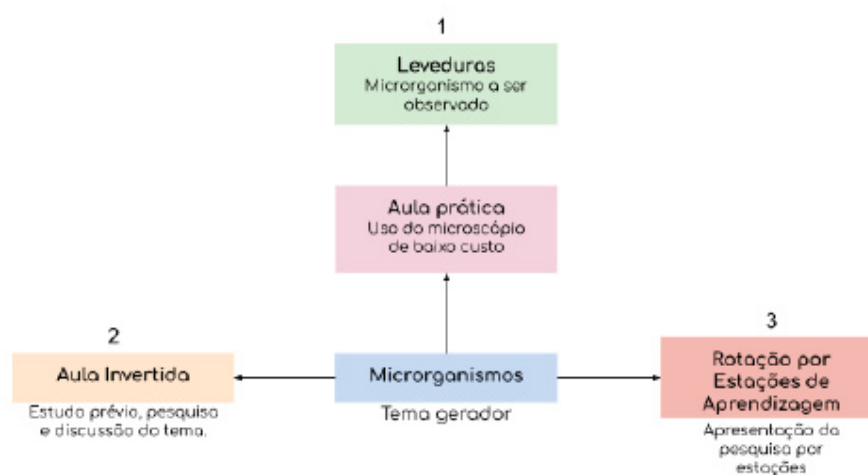 1
Leveduras
Microrganismo a ser
observado
Aula prática
Uso do microscópio
de baixo custo
2
Aula Invertida
Estudo prévio, pesquisa
e discussão do tema.
Microrganismos
Tema gerador
3
Rotação por
Estações de
Aprendizagem
Apresentação da
pesquisa por
estações